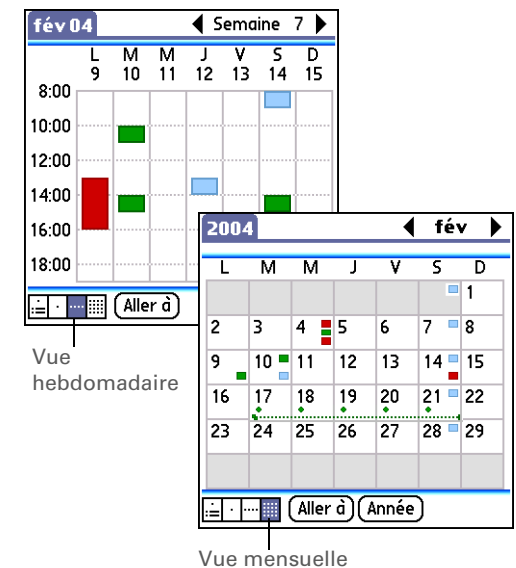 fév 04 Semaine 7
L M M J V S D
9 10 11 12 13 14 15
8:00
10:00
12:00
14:00
16:00
18:00
Aller à
Vue
hebdomadaire
2004 fév
L M M J V S D
1
2 3 4 5 6 7 8
9 10 11 12 13 14 15
16 17 18 19 20 21 22
23 24 25 26 27 28 29
Aller à Année
Vue mensuelle